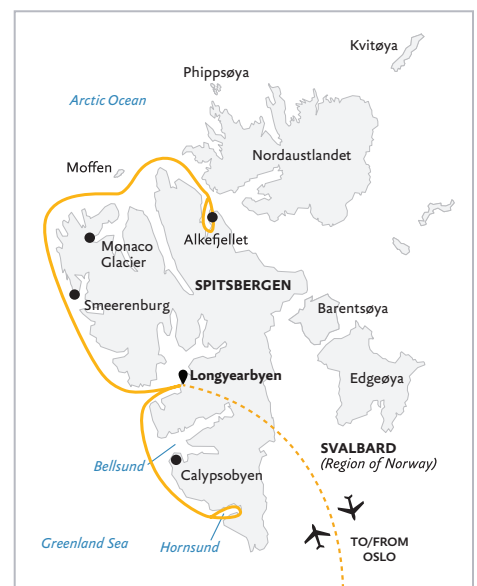 Kvitøya
Phippsøya
Arctic Ocean
Nordaustlandet
Moffen
Alkefjellet
Monaco
Glacier
SPITSBERGEN
Smeerenburg
Barentsøya
Longyearbyen
Edgeøya
SVALBARD
(Region of Norway)
Bellsund
Calypsobyen
Greenland Sea
Hornsund
TO/FROM
OSLO